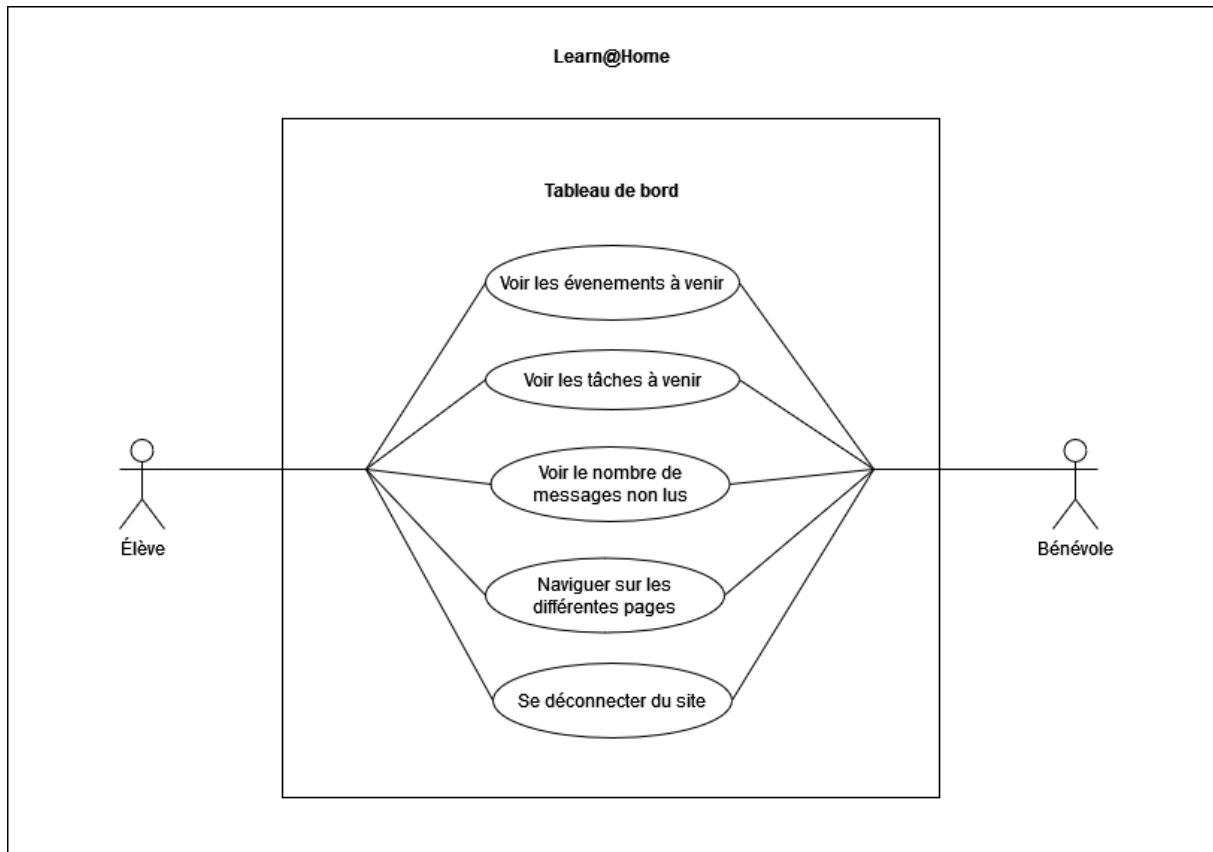 Learn@Home
Tableau de bord
Voir les évenements à venir
Voir les tâches à venir
Voir le nombre de
messages non lus
Élève
Bénévole
Naviguer sur les
différentes pages
Se déconnecter du site